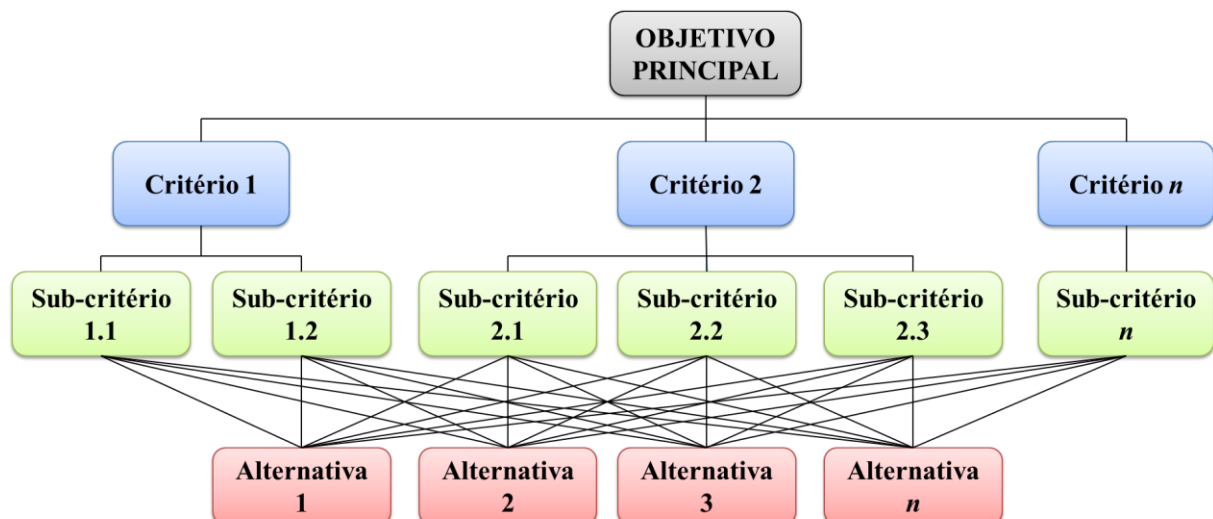 OBJETIVO
PRINCIPAL
Critério 1
Critério 2
Critério n
Sub-critério
1.1
Sub-critério
1.2
Sub-critério
2.1
Sub-critério
2.2
Sub-critério
2.3
Sub-critério
n
Alternativa
1
Alternativa
2
Alternativa
3
Alternativa
n